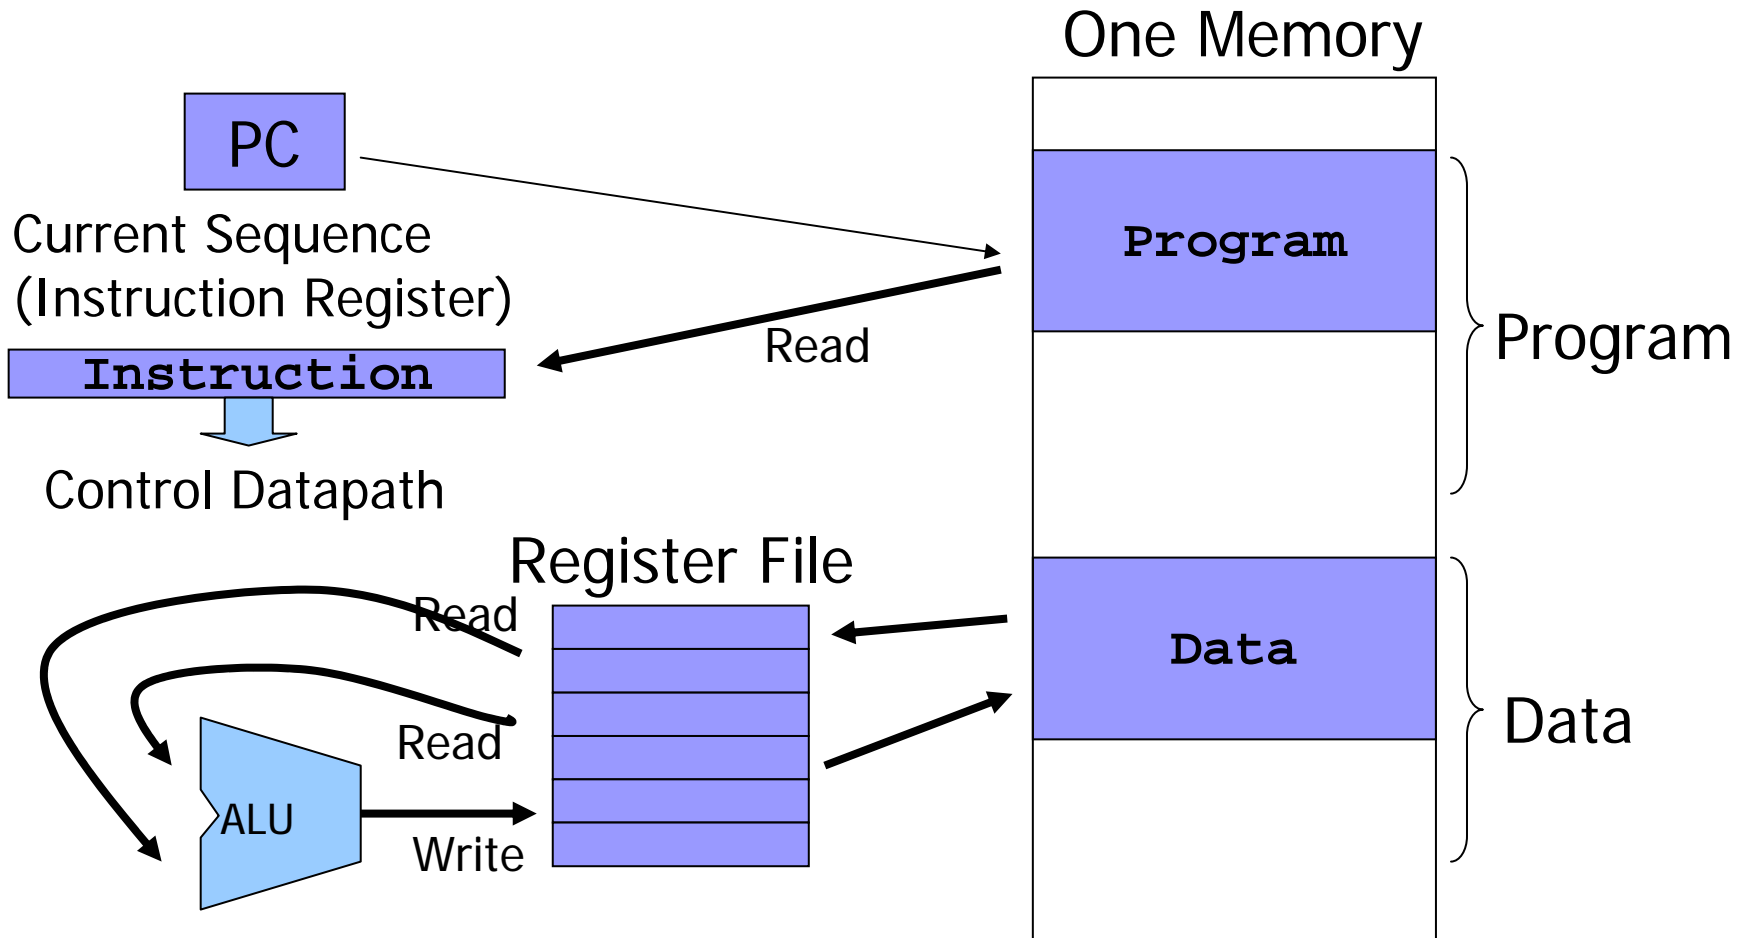 One Memory
PC
Current Sequence
(Instruction Register)
Instruction
Control Datapath
Read
Program
Program
Register File
Read
Read
ALU
Write
Data
Data